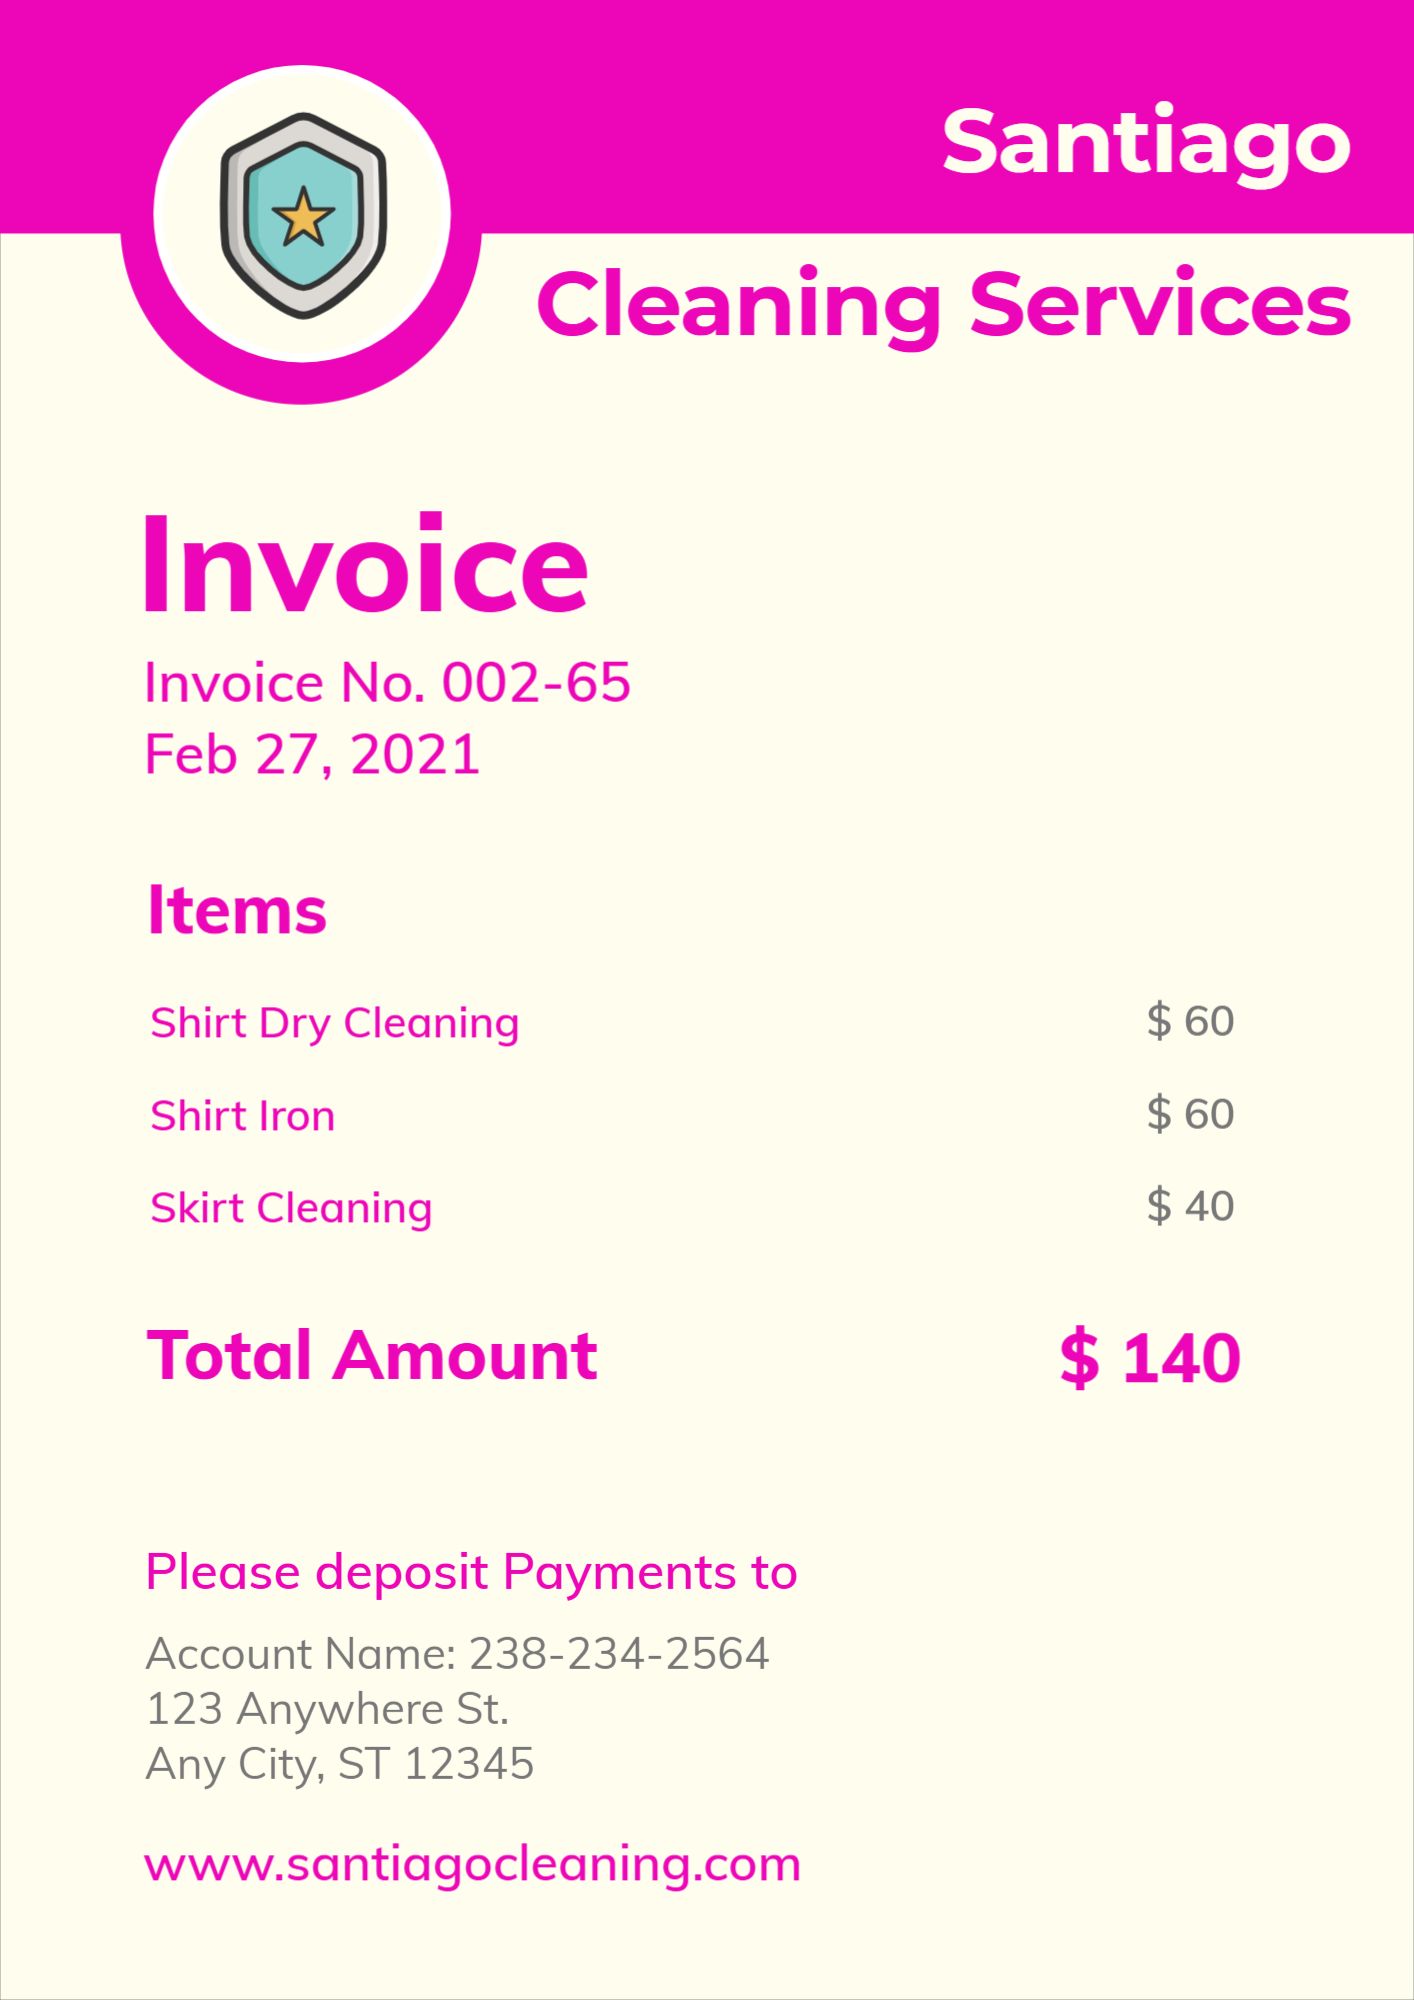 Santiago
Cleaning Services
Invoice
Invoice No. 002-65
Feb 27, 2021
Items
Shirt Dry Cleaning $ 60
Shirt Iron $ 60
Skirt Cleaning $ 40
Total Amount $ 140
Please deposit Payments to
Account Name: 238-234-2564
123 Anywhere St.
Any City, ST 12345
www.santiagocleaning.com